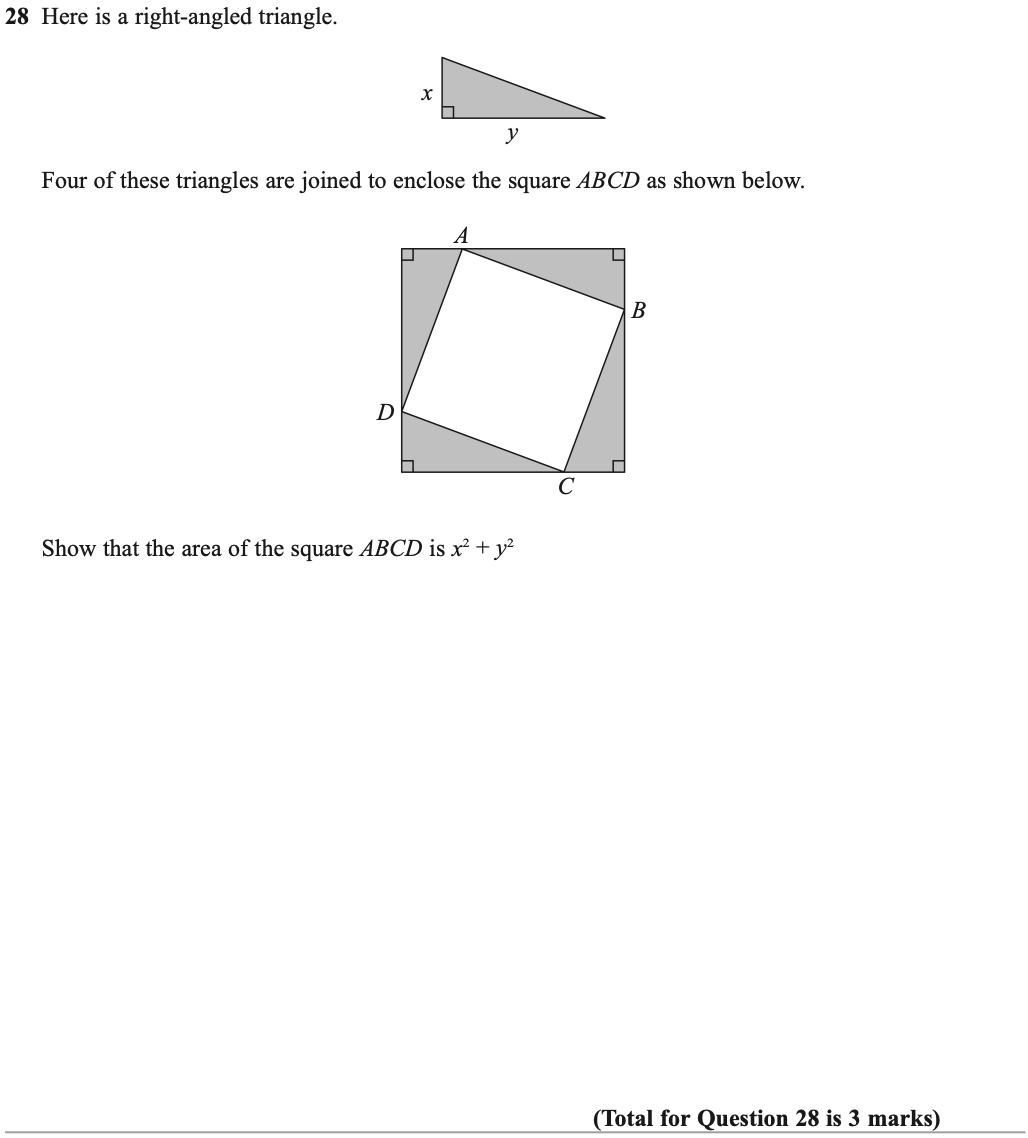 28 Here is a right-angled triangle.
x
y
Four of these triangles are joined to enclose the square ABCD as shown below.
A
B
D
C
Show that the area of the square ABCD is x² + y²
(Total for Question 28 is 3 marks)